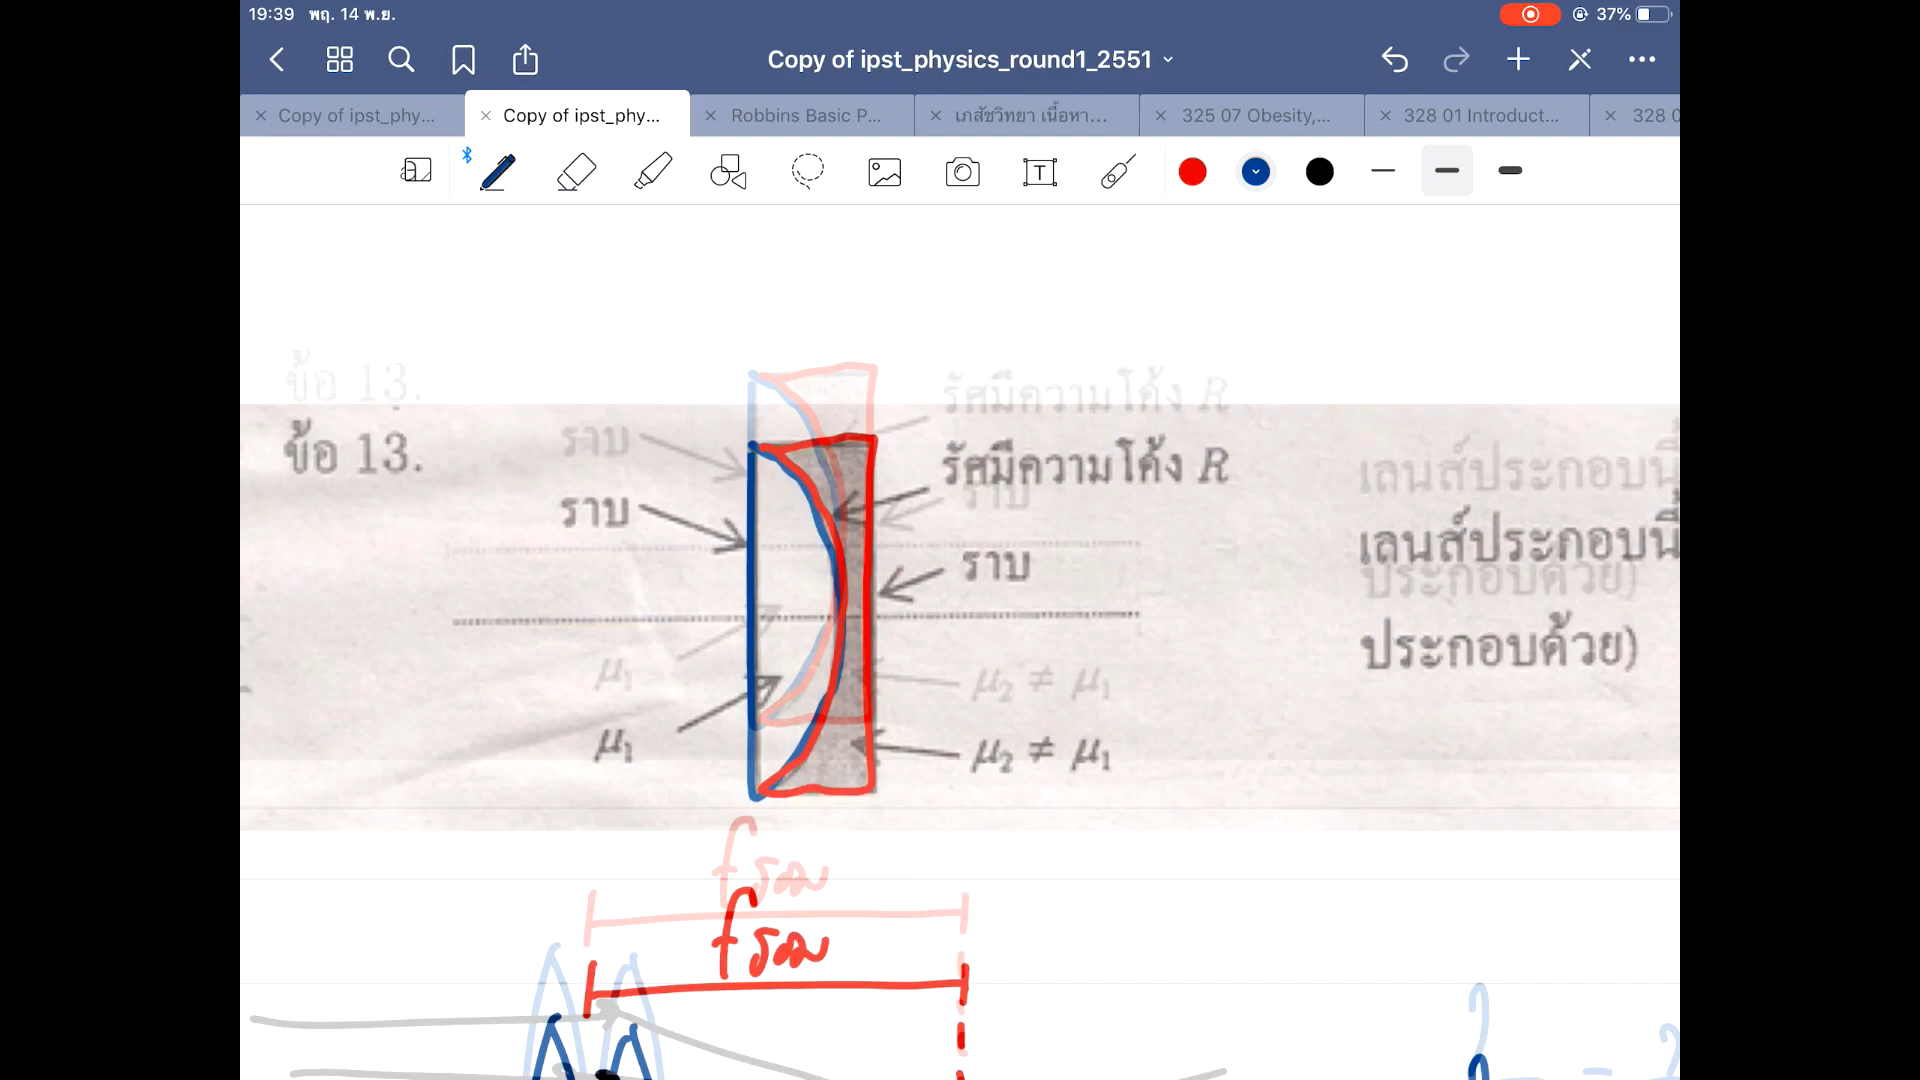 19:39 พฤ. 14 พ.ย.
37%
Copy of ipst_physics_round1_2551
Copy of ipst_phy...
Copy of ipst_phy...
Robbins Basic P...
เภสัชวิทยา เนื้อหา...
325 07 Obesity,...
328 01 Introduct...
328 0
ข้อ 13.
รัศมีความโค้ง R
ราบ
ราบ
เลนส์ประกอบนี้
ประกอบด้วย)
μ₁
μ₂ ≠ μ₁
f รวม